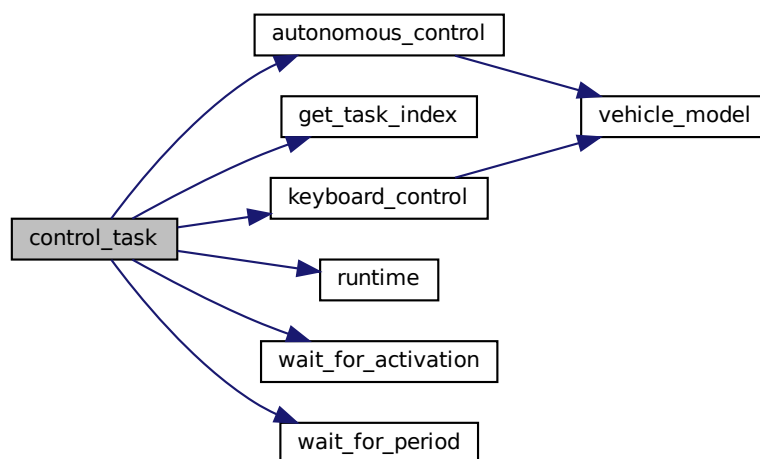 autonomous_control
get_task_index
vehicle_model
keyboard_control
control_task
runtime
wait_for_activation
wait_for_period